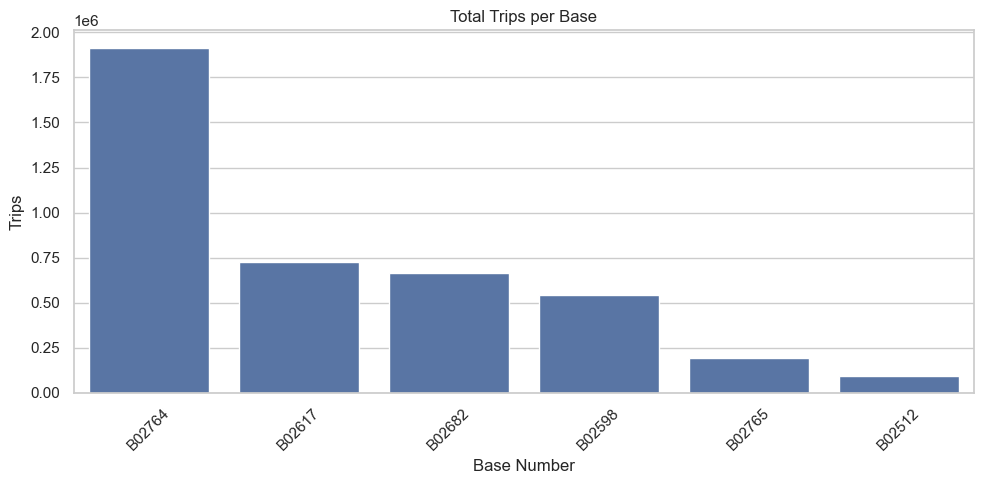 Total Trips per Base
1e6
2.00
1.75
1.50
1.25
1.00
0.75
0.50
0.25
0.00
Trips
B02764
B02617
B02682
B02598
B02765
B02512
Base Number